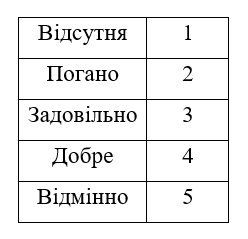 Відсутня 1
Погано 2
Задовільно 3
Добре 4
Відмінно 5